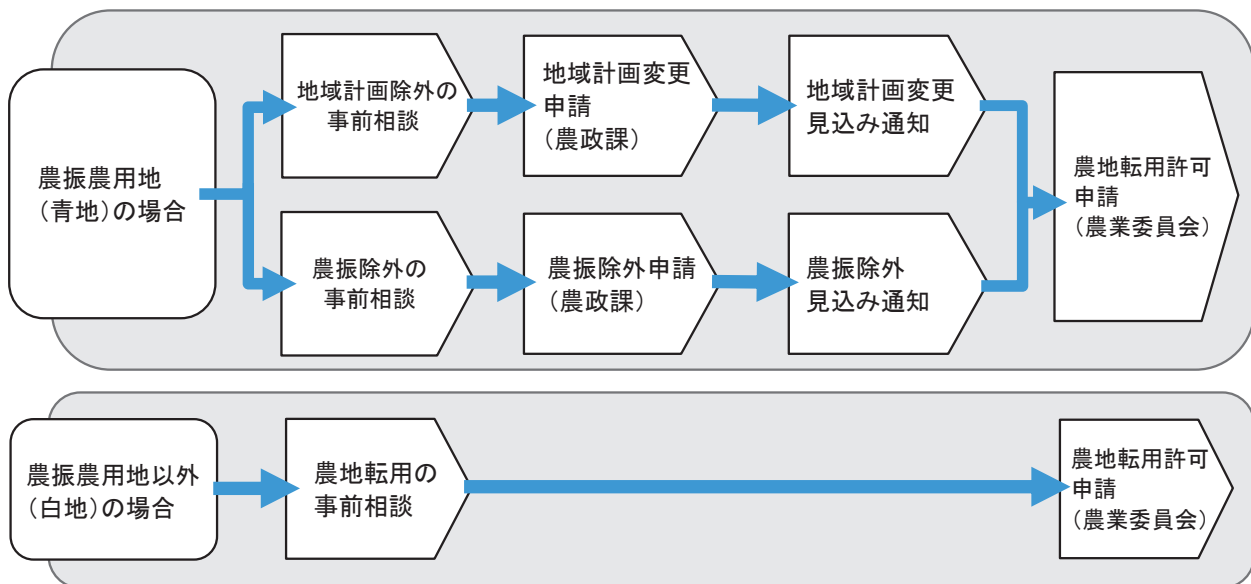 農振農用地
(青地)の場合
地域計画除外の
事前相談
地域計画変更
申請
(農政課)
地域計画変更
見込み通知
農振除外の
事前相談
農振除外申請
(農政課)
農振除外
見込み通知
農地転用許可
申請
(農業委員会)
農振農用地以外
(白地)の場合
農地転用の
事前相談
農地転用許可
申請
(農業委員会)